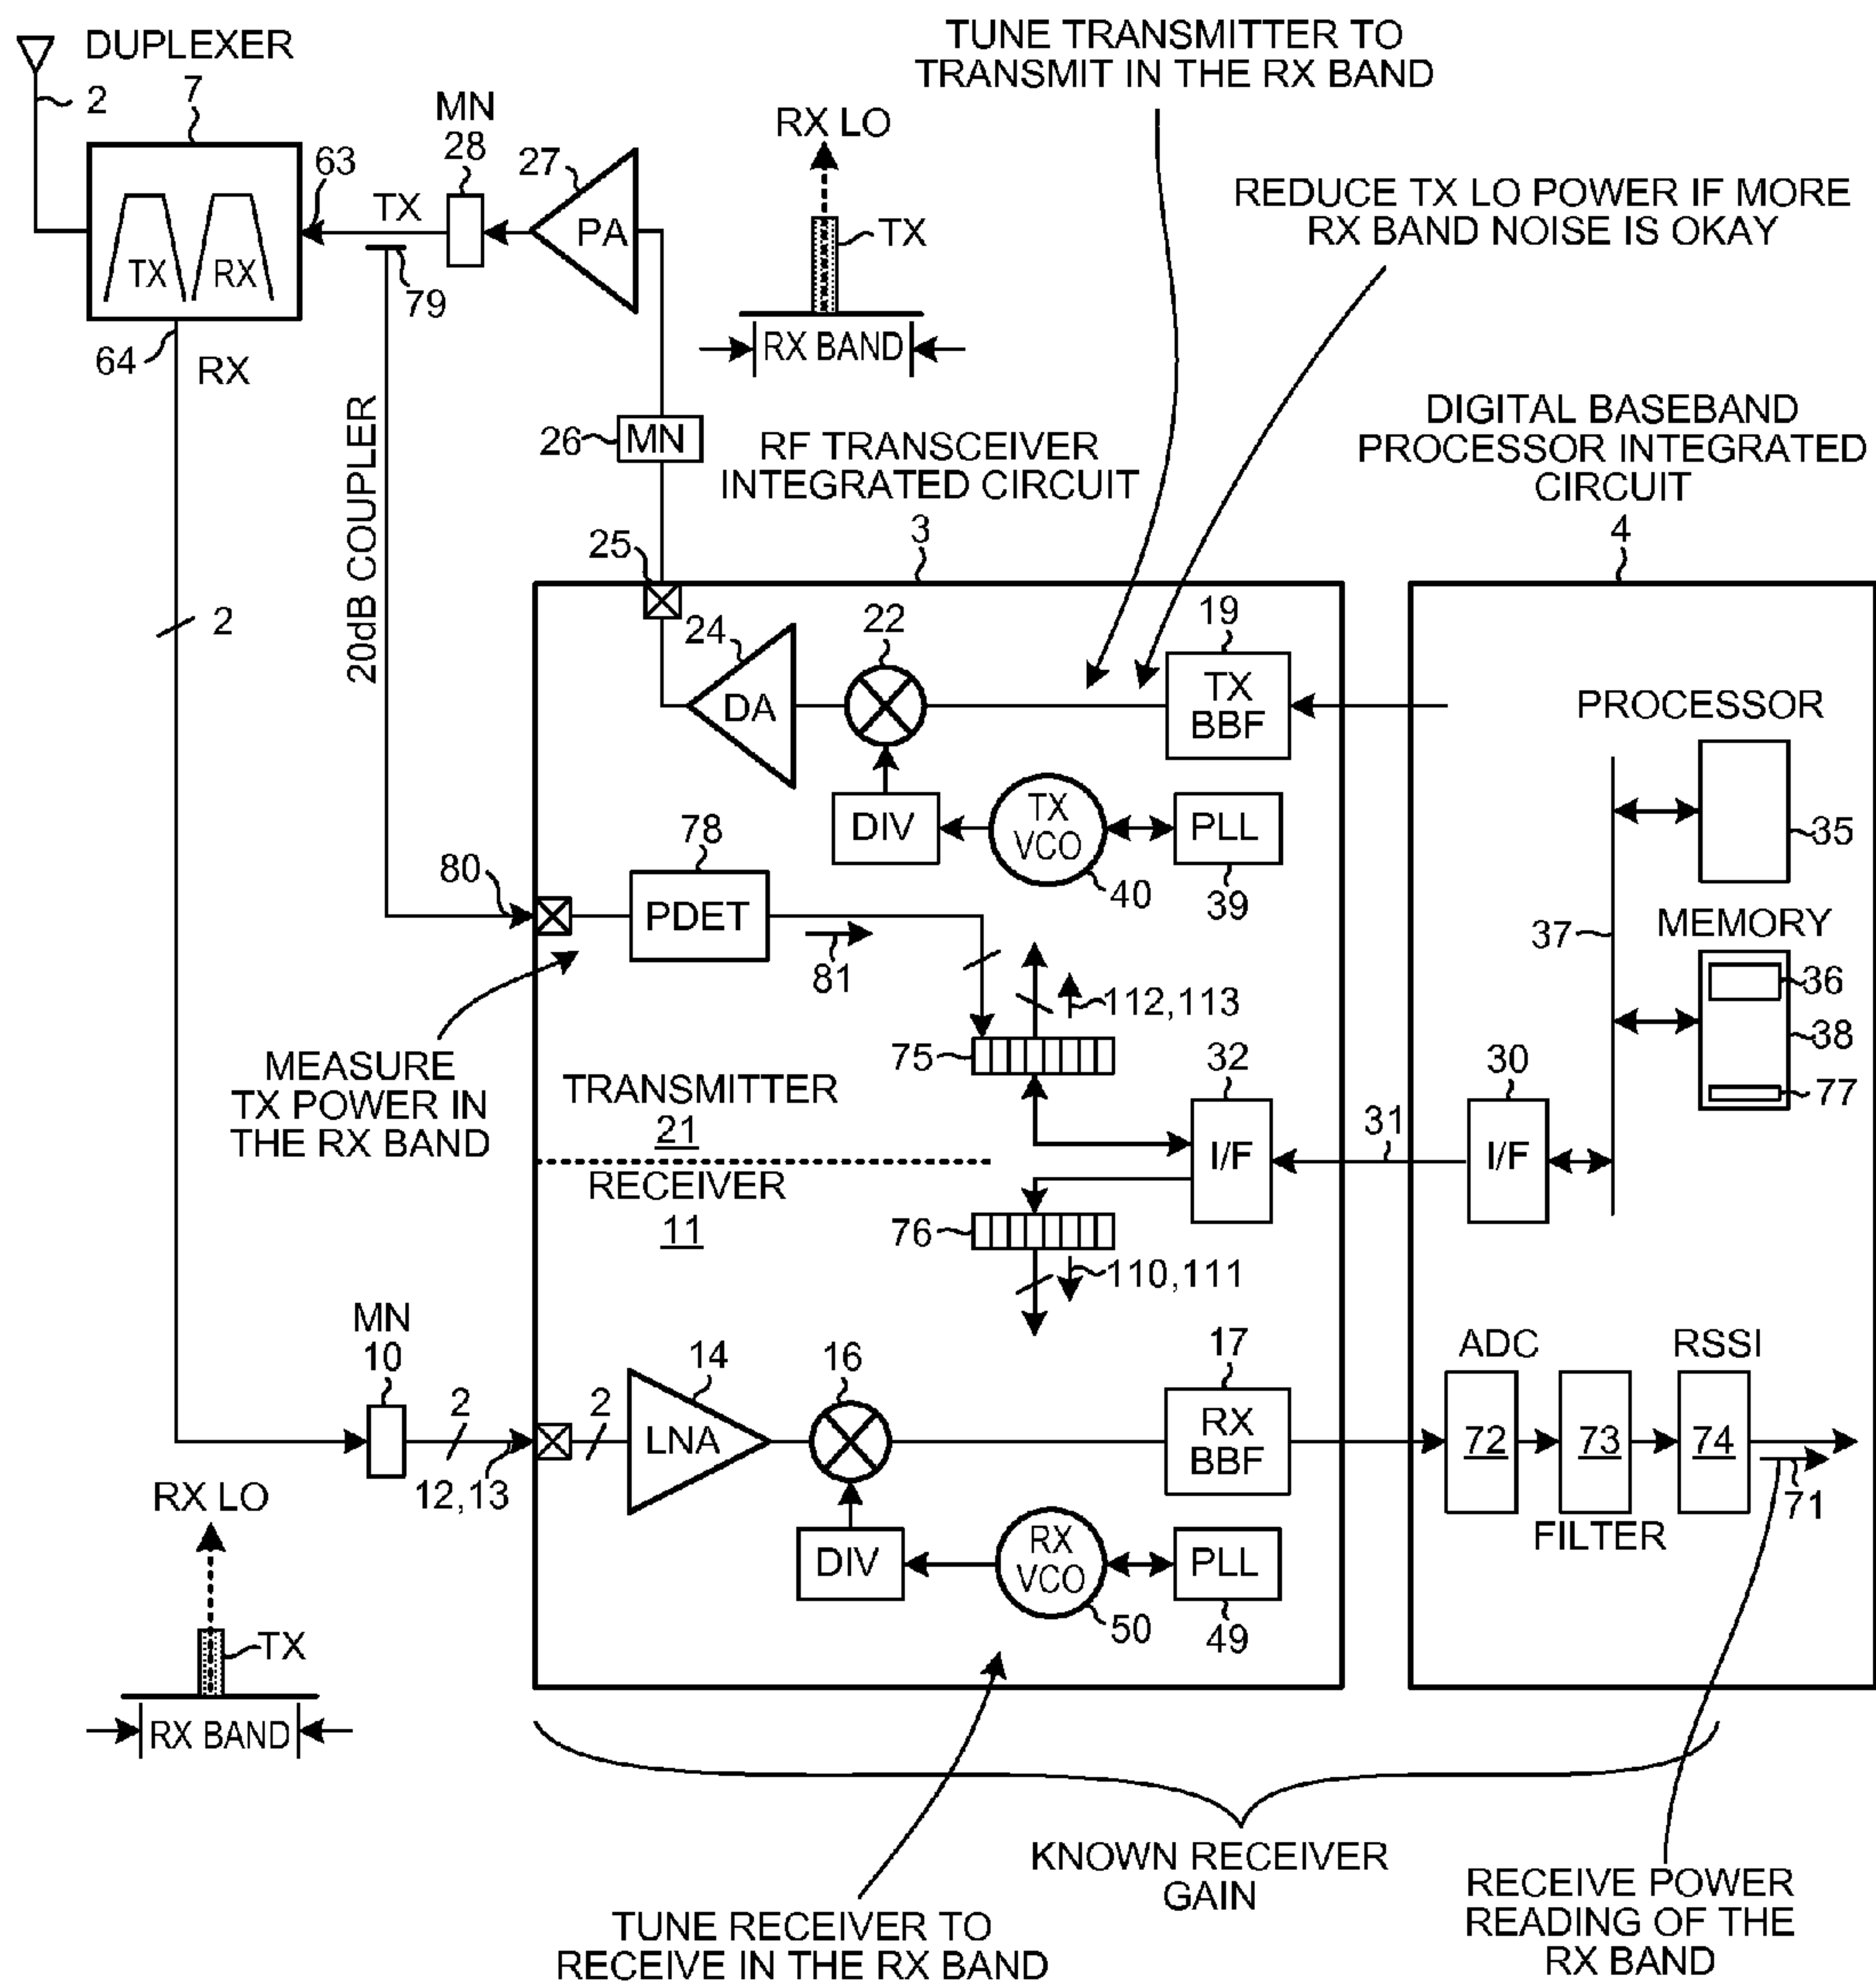 TUNE TRANSMITTER TO
TRANSMIT IN THE RX BAND
DUPLEXER
7
2
MN
28
63
TX
27
PA
79
TX
RX
64
RX
RX LO
TX
RX BAND
REDUCE TX LO POWER IF MORE
RX BAND NOISE IS OKAY
20dB COUPLER
26
MN
RF TRANSCEIVER
INTEGRATED CIRCUIT
3
DIGITAL BASEBAND
PROCESSOR INTEGRATED
CIRCUIT
4
25
2
24
DA
22
19
TX
BBF
DIV
TX
VCO
40
PLL
39
PROCESSOR
35
37
MEMORY
36
38
77
80
78
PDET
81
112,113
75
32
I/F
31
30
I/F
MEASURE
TX POWER IN
THE RX BAND
TRANSMITTER
21
RECEIVER
11
76
110,111
MN
10
2
12,13
2
14
LNA
16
17
RX
BBF
DIV
RX
VCO
50
PLL
49
ADC
72
73
FILTER
RSSI
74
71
RX LO
TX
RX BAND
KNOWN RECEIVER
GAIN
TUNE RECEIVER TO
RECEIVE IN THE RX BAND
RECEIVE POWER
READING OF THE
RX BAND